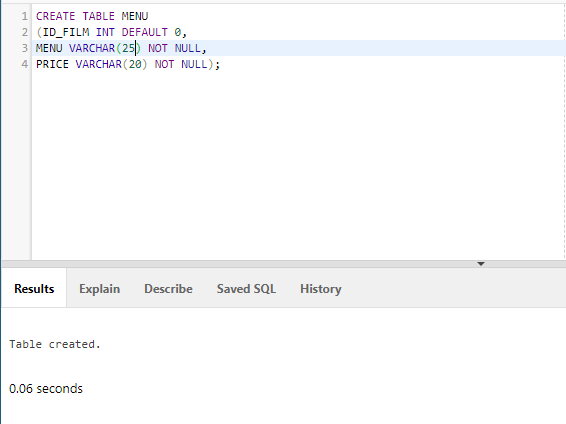 1 CREATE TABLE MENU
2 (ID_FILM INT DEFAULT 0,
3 MENU VARCHAR(25) NOT NULL,
4 PRICE VARCHAR(20) NOT NULL);
Results Explain Describe Saved SQL History
Table created.
0.06 seconds